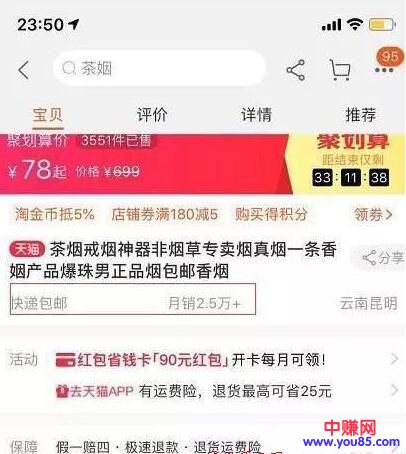 23:50
茶姻
95
宝贝 评价 详情 推荐
聚划算价 3551件已售
¥78起 价格 ¥699
聚划算
距结束仅剩
33:11:38
淘金币抵5% 店铺券满180减5 购买得积分 领券>
天猫 茶烟戒烟神器非烟草专卖烟真烟一条香
烟产品爆珠男正品烟包邮香烟
分享
快递包邮 月销2.5万+ 云南昆明
活动 红包省钱卡「90元红包」开卡每月可领!
去天猫APP 有运费险,退货最高可省25元
保障 假一赔四·极速退款·退货运费险
中赚网
www.you85.com